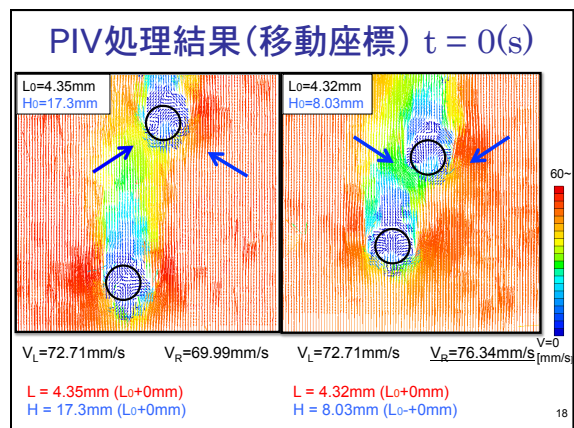 PIV処理結果(移動座標) t = 0(s)
L0=4.35mm
H0=17.3mm
L0=4.32mm
H0=8.03mm
60~
V=0
[mm/s]
VL=72.71mm/s VR=69.99mm/s
VL=72.71mm/s VR=76.34mm/s
L = 4.35mm (L0+0mm)
H = 17.3mm (L0+0mm)
L = 4.32mm (L0+0mm)
H = 8.03mm (L0-+0mm)
18